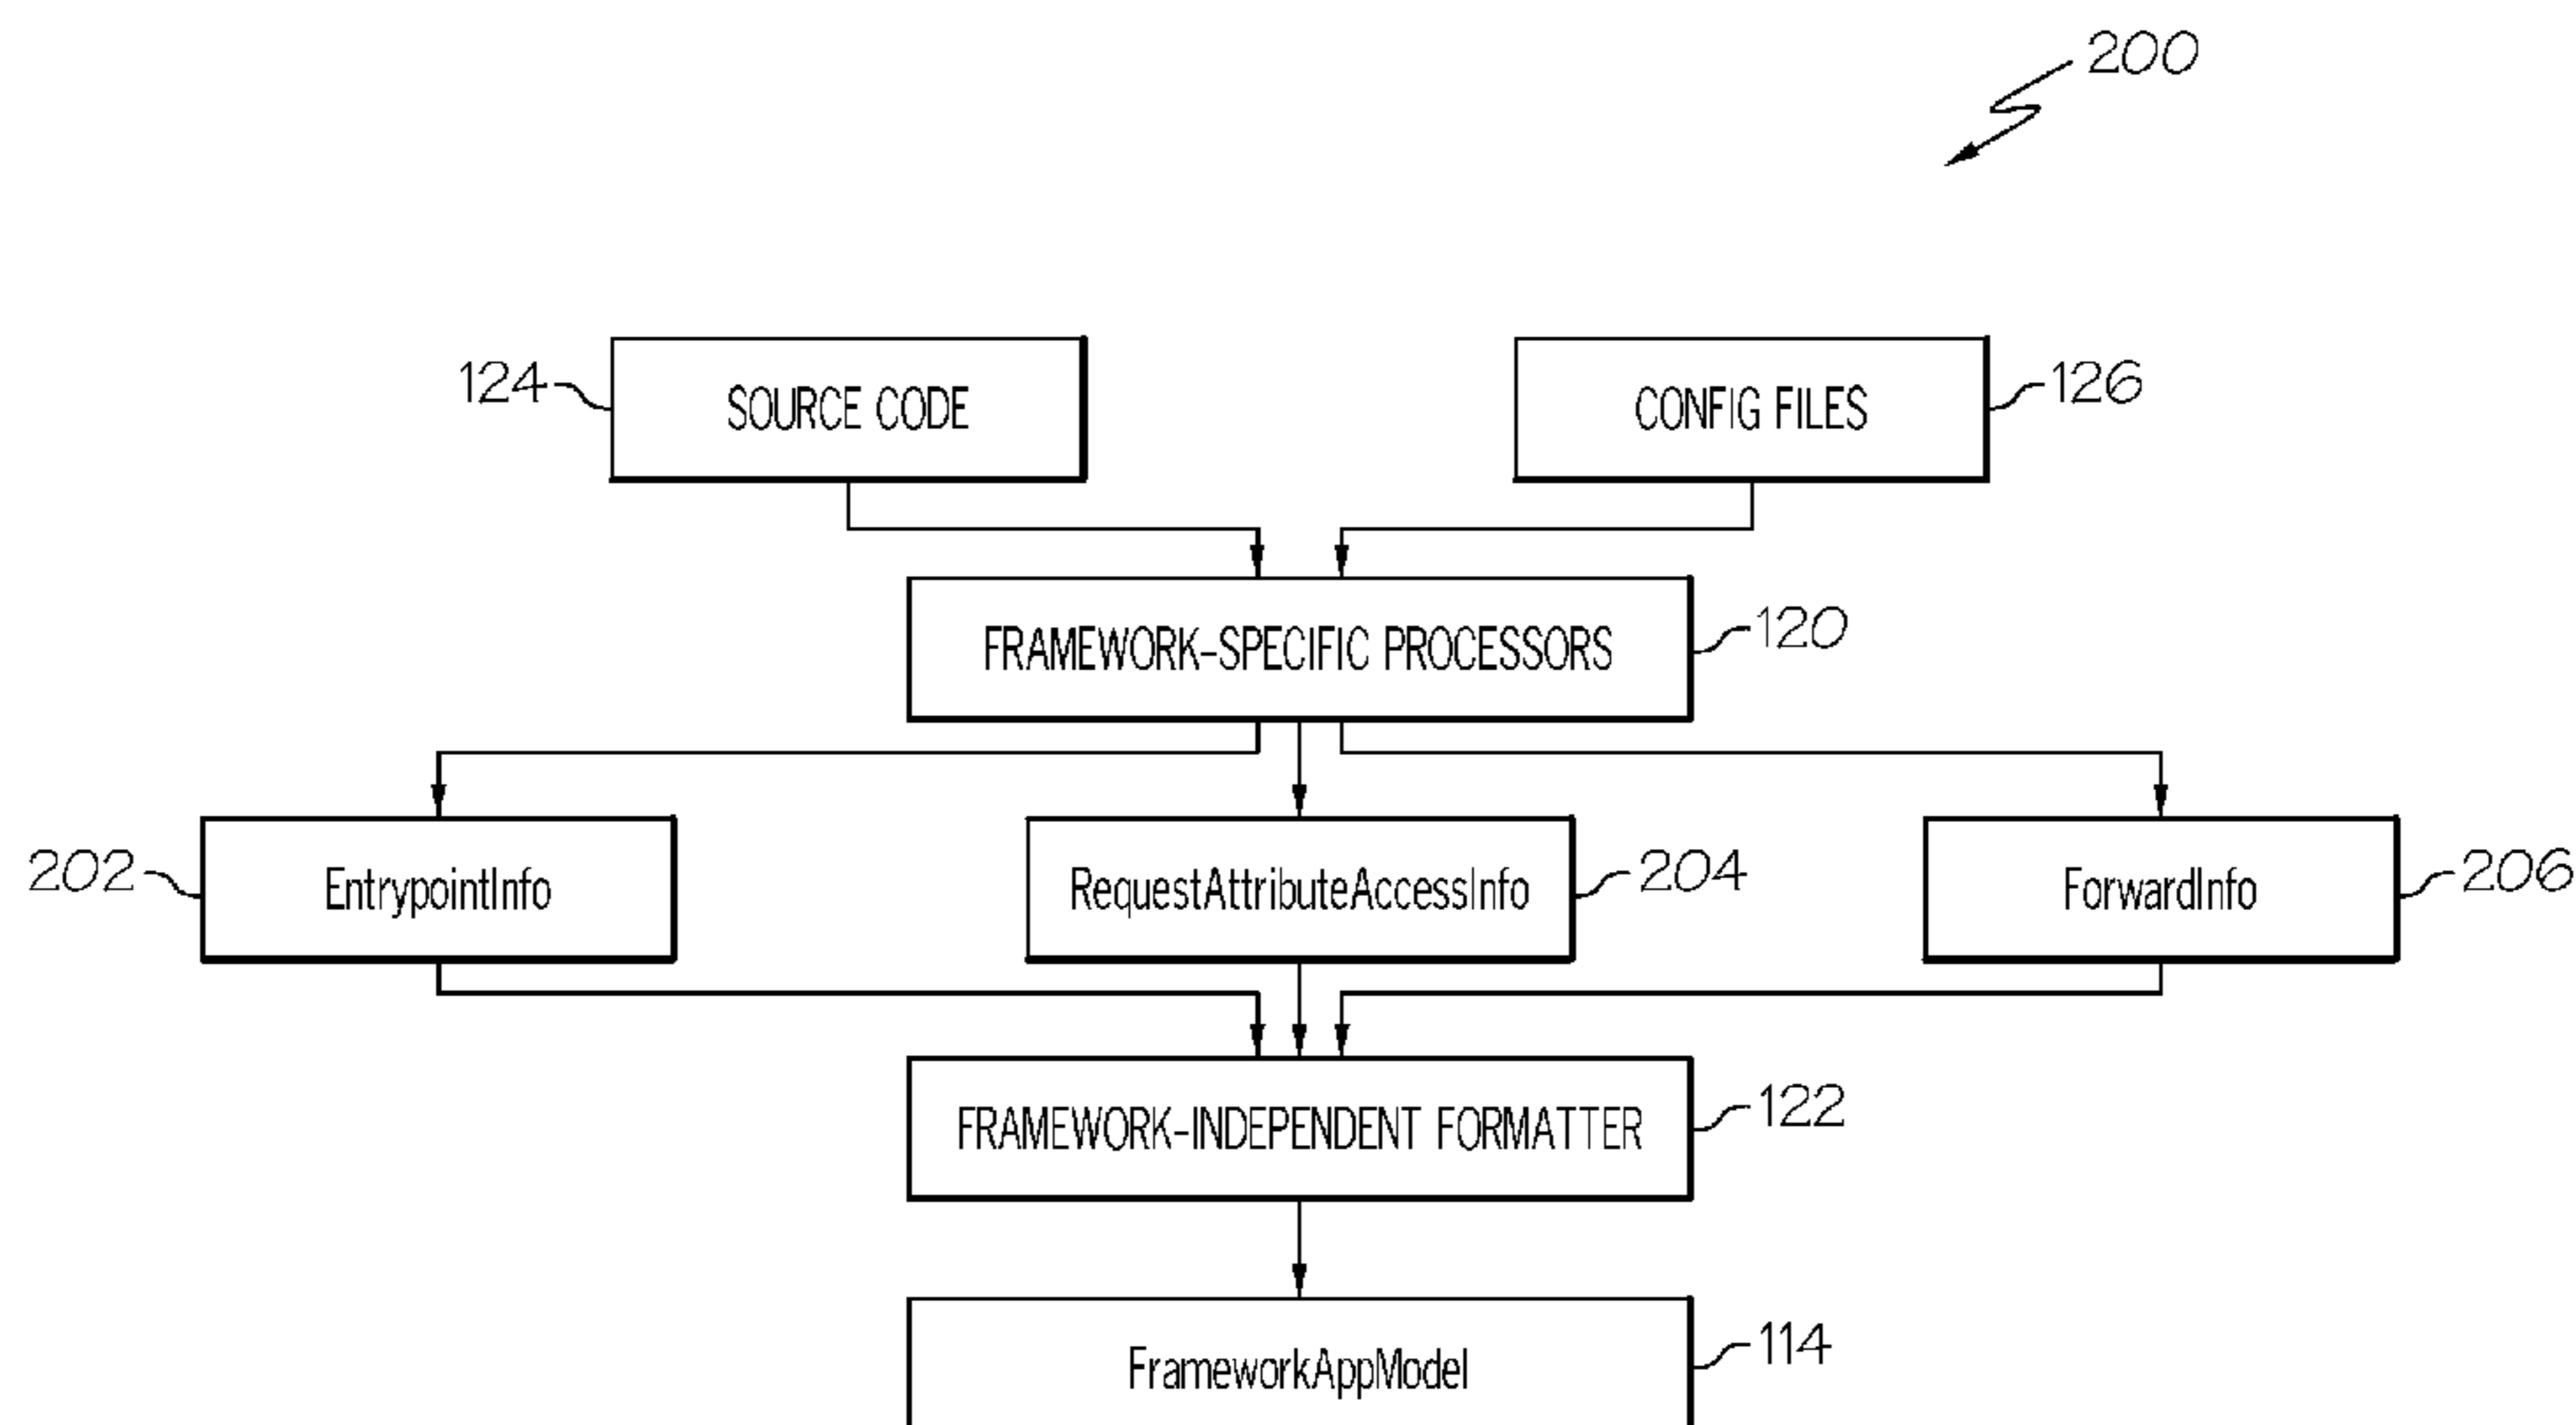 200
124
SOURCE CODE
CONFIG FILES
126
FRAMEWORK-SPECIFIC PROCESSORS
120
202
EntrypointInfo
RequestAttributeAccessInfo
204
ForwardInfo
206
FRAMEWORK-INDEPENDENT FORMATTER
122
FrameworkAppModel
114